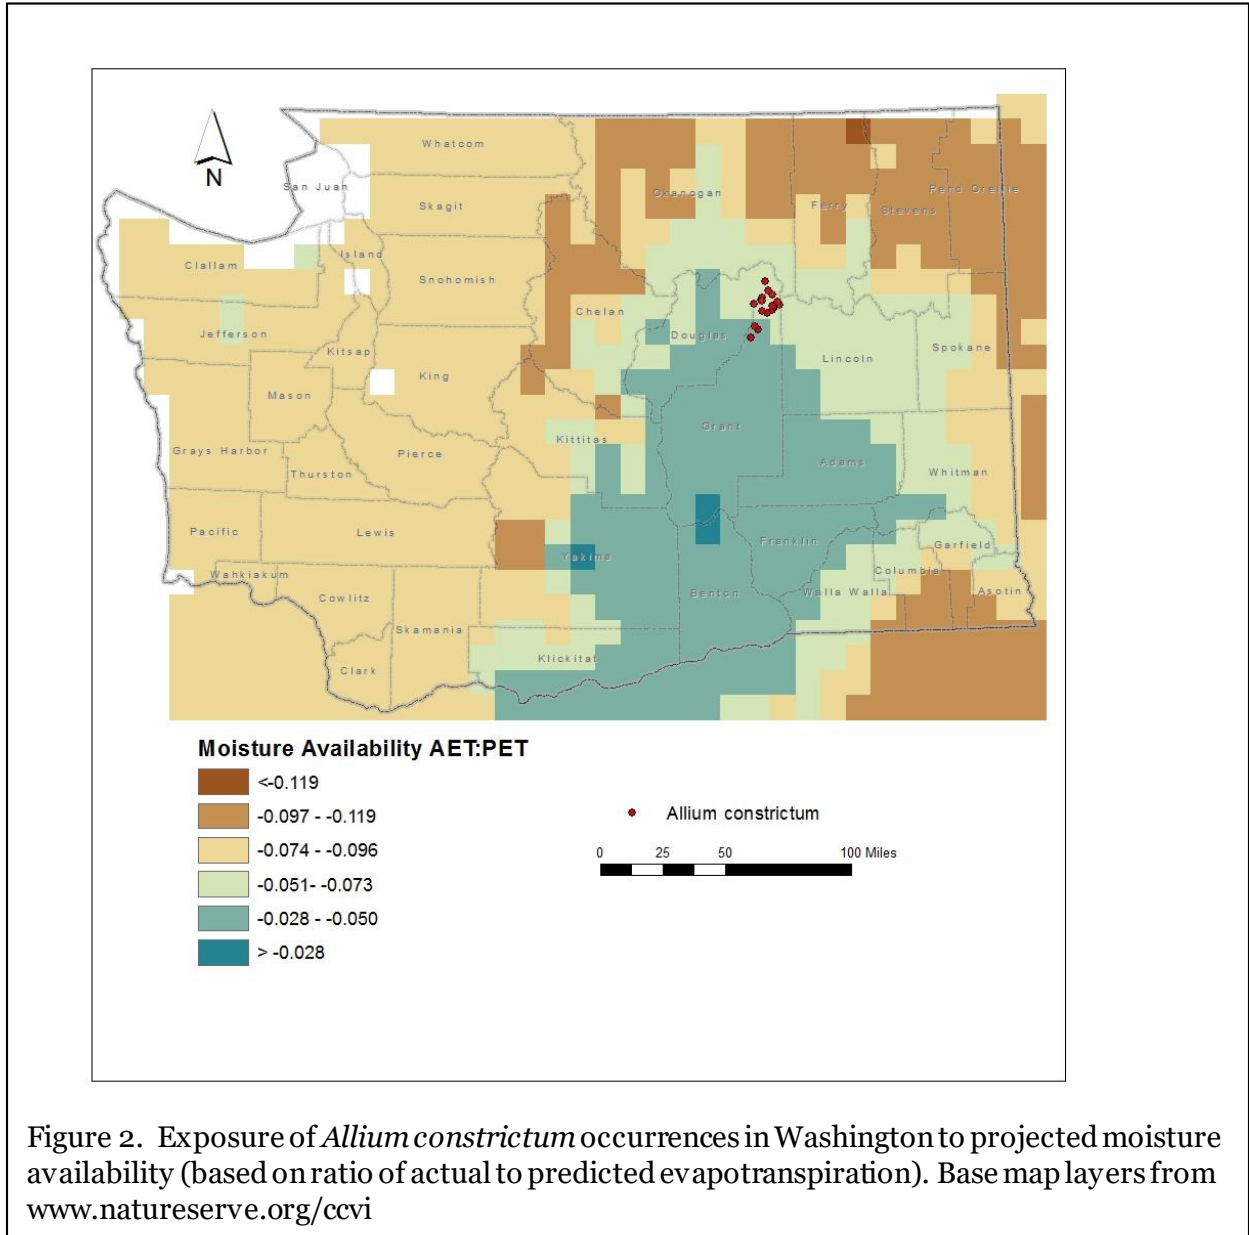 Whatcom
San Juan
N
Okanogan
Pend Oreille
Skagit
Ferry
Stevens
Island
Clallam
Snohomish
Chelan
Jefferson
Douglas
Kitsap
Lincoln
Spokane
King
Mason
Grant
Kittitas
Grays Harbor
Pierce
Adams
Thurston
Whitman
Pacific
Lewis
Franklin
Garfield
Yakima
Wahkiakum
Columbia
Cowlitz
Benton
Walla Walla
Asotin
Skamania
Klickitat
Clark
Moisture Availability AET:PET
<-0.119
-0.097 - -0.119
-0.074 - -0.096
-0.051- -0.073
-0.028 - -0.050
> -0.028
Allium constrictum
0 25 50 100 Miles
Figure 2. Exposure of Allium constrictum occurrences in Washington to projected moisture
availability (based on ratio of actual to predicted evapotranspiration). Base map layers from
www.natureserve.org/ccvi